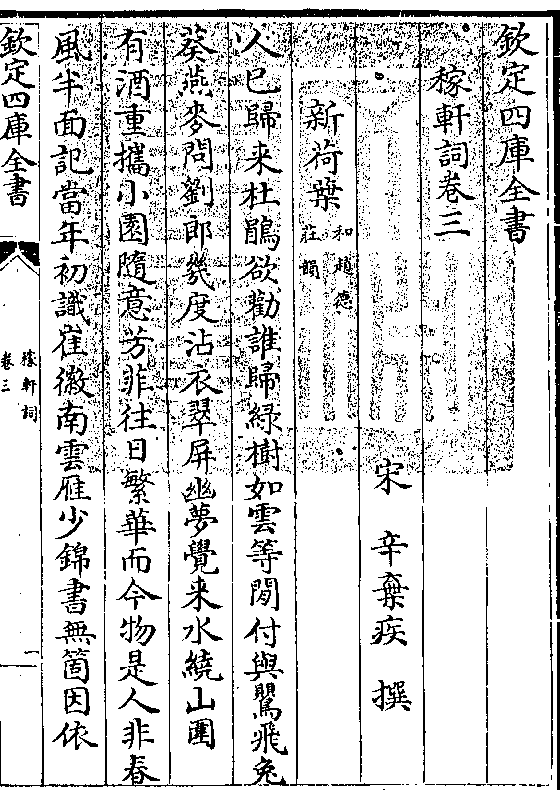 欽定四庫全書
稼軒詞卷三
宋 辛棄疾 撰
新荷葉
和趙德
莊韻
人已歸來杜鵑欲勸誰歸綠樹如雲等閒付與鶯飛兔
葵燕麥問劉郎幾度沾衣翠屏幽夢覺來水繞山圍
有酒重攜小園隨意芳菲往日繁華而今物是人非春
風半面記當年初識崔徽南雲雁少錦書無箇因依
欽定四庫全書
稼軒詞
卷三
一